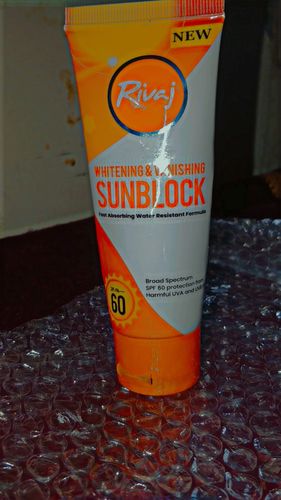 NEW
Rivaj
WHITENING & VANISHING
SUNBLOCK
Fast Absorbing Water Resistant Formula
Broad Spectrum
SPF 60 protection from
Harmful UVA and UVB
60